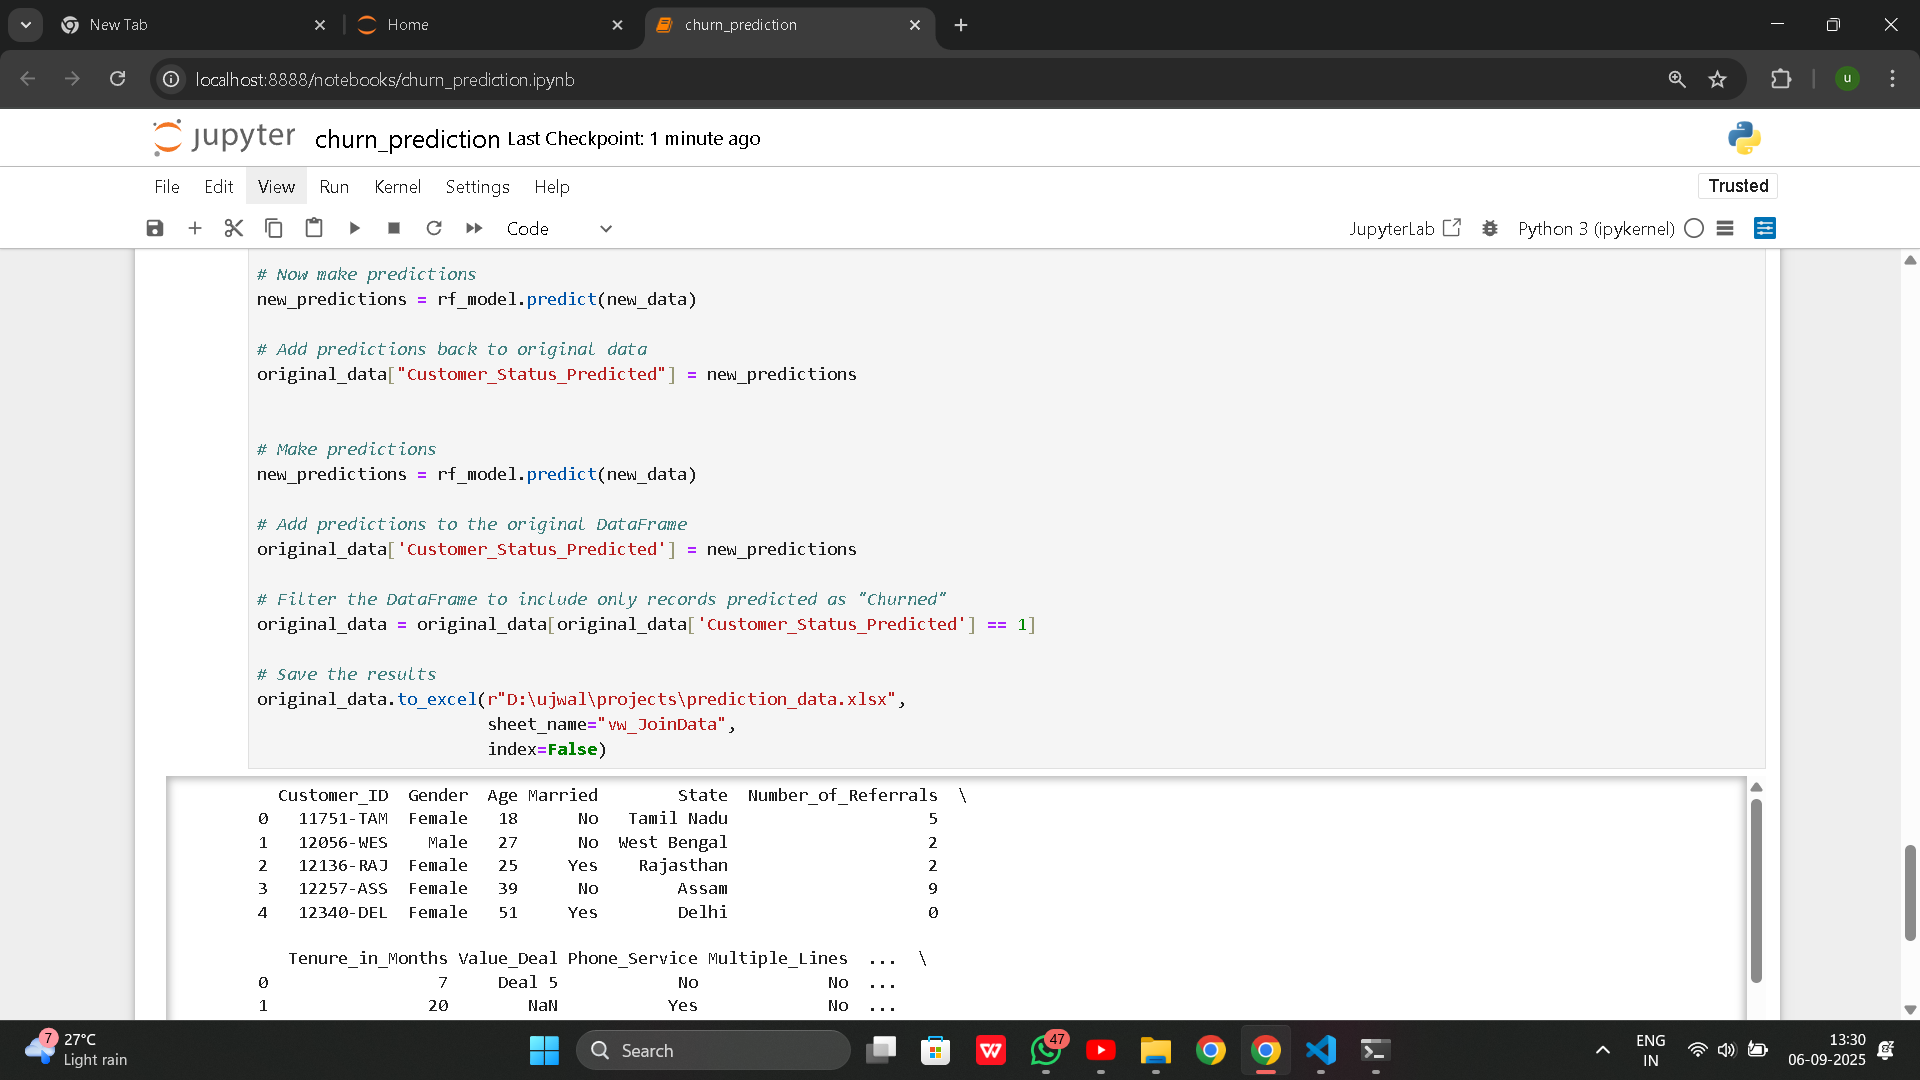 New Tab
Home
churn_prediction
localhost:8888/notebooks/churn_prediction.ipynb
u
jupyter churn_prediction Last Checkpoint: 1 minute ago
File Edit View Run Kernel Settings Help
Trusted
Code
JupyterLab
Python 3 (ipykernel)
# Now make predictions
new_predictions = rf_model.predict(new_data)
# Add predictions back to original data
original_data["Customer_Status_Predicted"] = new_predictions
# Make predictions
new_predictions = rf_model.predict(new_data)
# Add predictions to the original DataFrame
original_data['Customer_Status_Predicted'] = new_predictions
# Filter the DataFrame to include only records predicted as "Churned"
original_data = original_data[original_data['Customer_Status_Predicted'] == 1]
# Save the results
original_data.to_excel(r"D:\ujwal\projects\prediction_data.xlsx",
sheet_name="vw_JoinData",
index=False)
Customer_ID Gender Age Married State Number_of_Referrals \
0 11751-TAM Female 18 No Tamil Nadu 5
1 12056-WES Male 27 No West Bengal 2
2 12136-RAJ Female 25 Yes Rajasthan 2
3 12257-ASS Female 39 No Assam 9
4 12340-DEL Female 51 Yes Delhi 0
Tenure_in_Months Value_Deal Phone_Service Multiple_Lines ... \
0 7 Deal 5 No No ...
1 20 NaN Yes No ...
7
27°C
Light rain
Search
W
47
ENG
IN
13:30
06-09-2025